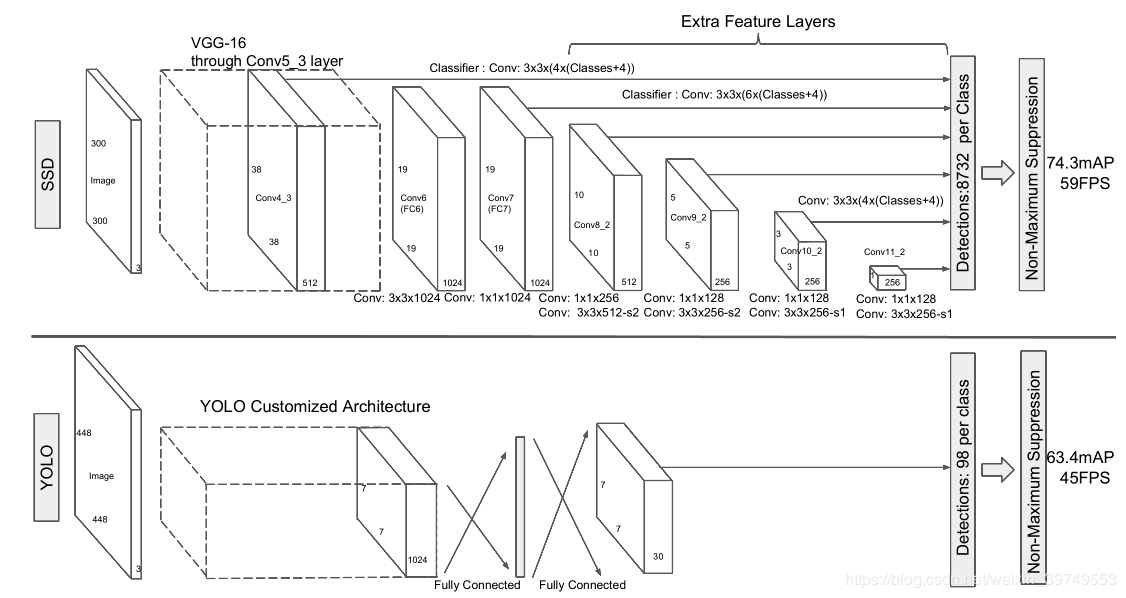 Extra Feature Layers
VGG-16
through Conv5_3 layer
Classifier : Conv: 3x3x(4x(Classes+4))
Classifier : Conv: 3x3x(6x(Classes+4))
SSD
300
Image
300
3
38
Conv4_3
38
512
19
Conv6
(FC6)
19
1024
19
Conv7
(FC7)
19
1024
10
Conv8_2
10
512
5
Conv9_2
5
256
Conv: 3x3x(4x(Classes+4))
3
Conv10_2
3
256
Conv11_2
1
256
Detections:8732 per Class
Non-Maximum Suppression
74.3mAP
59FPS
Conv: 3x3x1024
Conv: 1x1x1024
Conv: 1x1x256
Conv: 3x3x512-s2
Conv: 1x1x128
Conv: 3x3x256-s2
Conv: 1x1x128
Conv: 3x3x256-s1
Conv: 1x1x128
Conv: 3x3x256-s1
YOLO
448
Image
448
3
YOLO Customized Architecture
7
7
1024
Fully Connected
Fully Connected
7
7
30
Detections: 98 per class
Non-Maximum Suppression
63.4mAP
45FPS